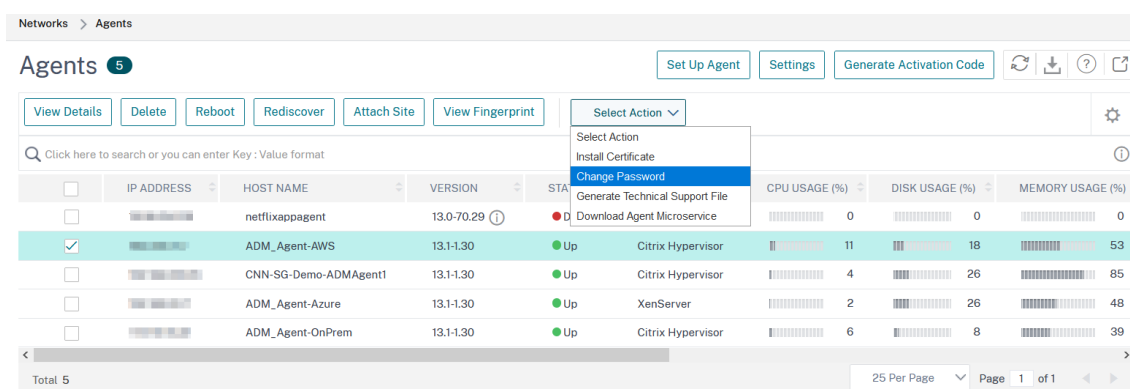 Networks > Agents
Agents 5 Set Up Agent Settings Generate Activation Code ?
View Details Delete Reboot Rediscover Attach Site View Fingerprint Select Action
Select Action
Click here to search or you can enter Key : Value format
Install Certificate
Change Password
IP ADDRESS HOST NAME VERSION STAT CPU USAGE (%) DISK USAGE (%) MEMORY USAGE (%)
Generate Technical Support File
netflixappagent 13.0-70.29 D 0 0 0
Download Agent Microservice
ADM_Agent-AWS 13.1-1.30 Up Citrix Hypervisor 11 18 53
CNN-SG-Demo-ADMAgent1 13.1-1.30 Up Citrix Hypervisor 4 26 85
ADM_Agent-Azure 13.1-1.30 Up XenServer 2 26 48
ADM_Agent-OnPrem 13.1-1.30 Up Citrix Hypervisor 6 8 39
Total 5 25 Per Page Page 1 of 1